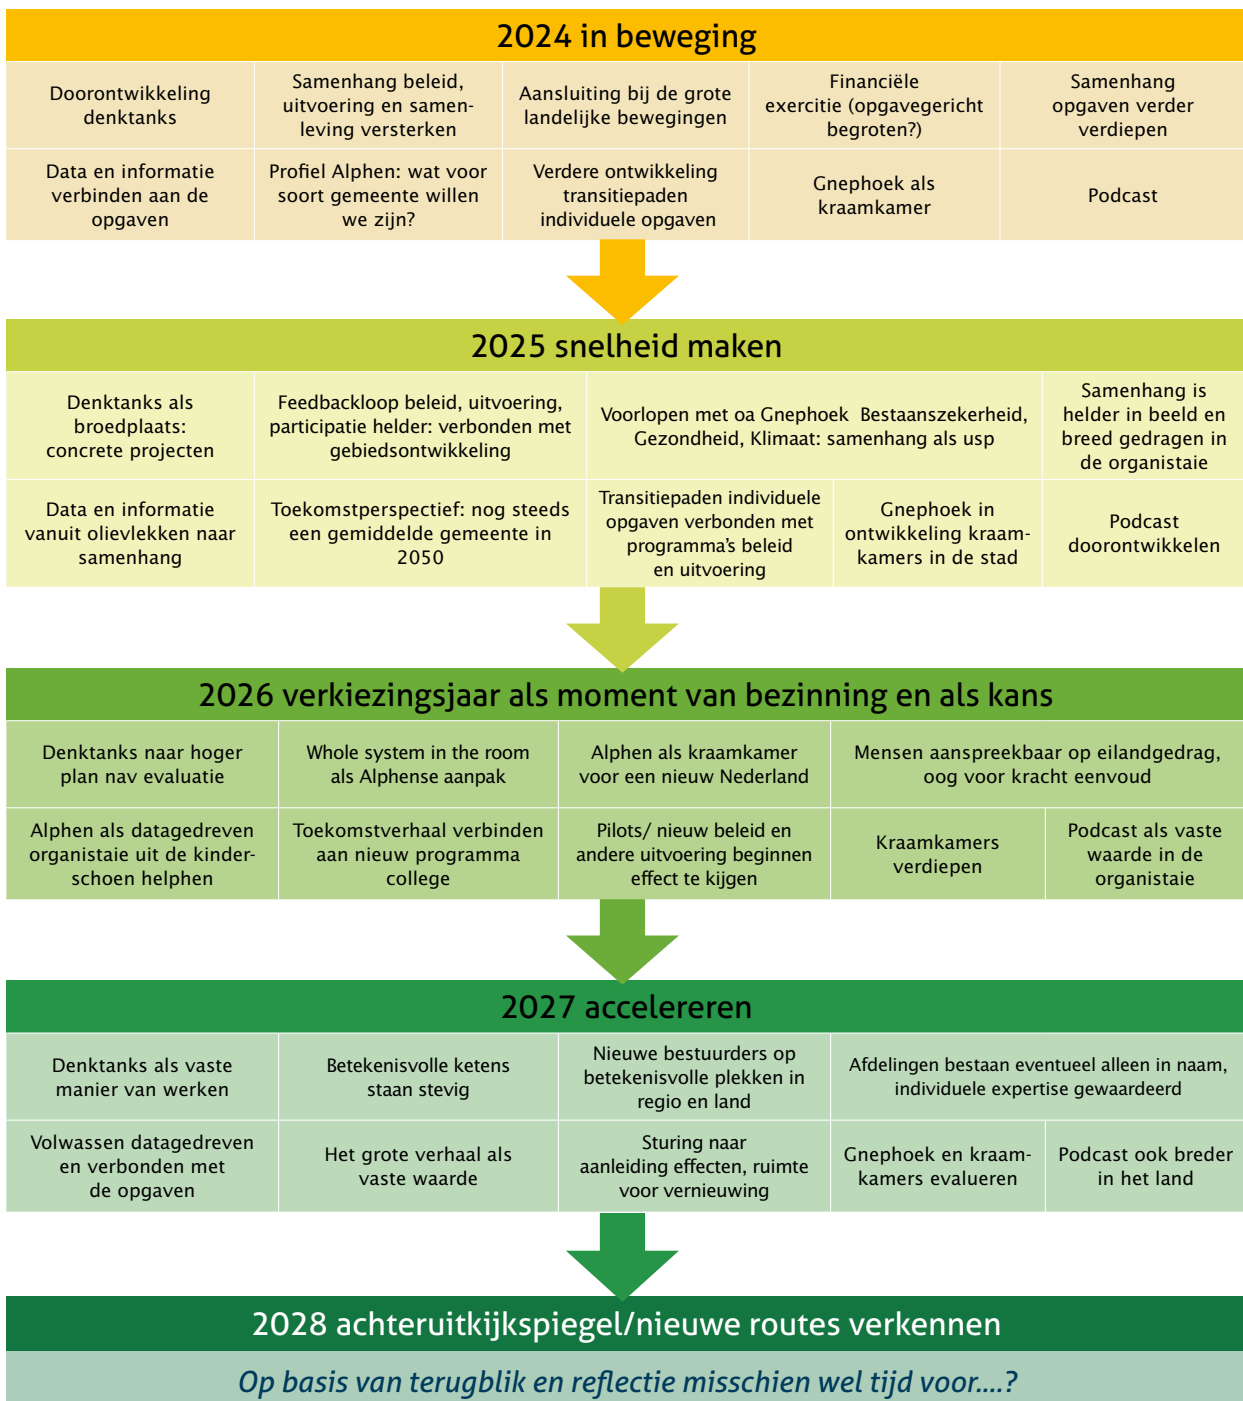 2024 in beweging
Doorontwikkeling
denktanks
Samenhang beleid,
uitvoering en samen-
leving versterken
Aansluiting bij de grote
landelijke bewegingen
Financiële
exercitie (opgavegericht
begroten?)
Samenhang
opgaven verder
verdiepen
Data en informatie
verbinden aan de
opgaven
Profiel Alphen: wat voor
soort gemeente willen
we zijn?
Verdere ontwikkeling
transitiepaden
individuele opgaven
Gnephoek als
kraamkamer
Podcast
2025 snelheid maken
Denktanks als
broedplaats:
concrete projecten
Feedbackloop beleid, uitvoering,
participatie helder: verbonden met
gebiedsontwikkeling
Voorlopen met oa Gnephoek Bestaanszekerheid,
Gezondheid, Klimaat: samenhang als usp
Samenhang is
helder in beeld en
breed gedragen in
de organistaie
Data en informatie
vanuit olievlekken naar
samenhang
Toekomstperspectief: nog steeds
een gemiddelde gemeente in
2050
Transitiepaden individuele
opgaven verbonden met
programma's beleid
en uitvoering
Gnephoek in
ontwikkeling kraam-
kamers in de stad
Podcast
doorontwikkelen
2026 verkiezingsjaar als moment van bezinning en als kans
Denktanks naar hoger
plan nav evaluatie
Whole system in the room
als Alphense aanpak
Alphen als kraamkamer
voor een nieuw Nederland
Mensen aanspreekbar op eilandgedrag,
oog voor kracht eenvoud
Alphen als datagedreven
organistaie uit de kinder-
schoen helphen
Toekomstverhaal verbinden
aan nieuw programma
college
Pilots/ nieuw beleid en
andere uitvoering beginnen
effect te kijgen
Kraamkamers
verdiepen
Podcast als vaste
waarde in de
organistaie
2027 accelereren
Denktanks als vaste
manier van werken
Betekenisvolle ketens
staan stevig
Nieuwe bestuurders op
betekenisvolle plekken in
regio en land
Afdelingen bestaan eventueel alleen in naam,
individuele expertise gewaardeerd
Volwassen datagedreven
en verbonden met
de opgaven
Het grote verhaal als
vaste waarde
Sturing naar
aanleiding effecten, ruimte
voor vernieuwing
Gnephoek en kraam-
kamers evalueren
Podcast ook breder
in het land
2028 achteruitkijkspiegel/nieuwe routes verkennen
Op basis van terugblik en reflectie misschien wel tijd voor....?